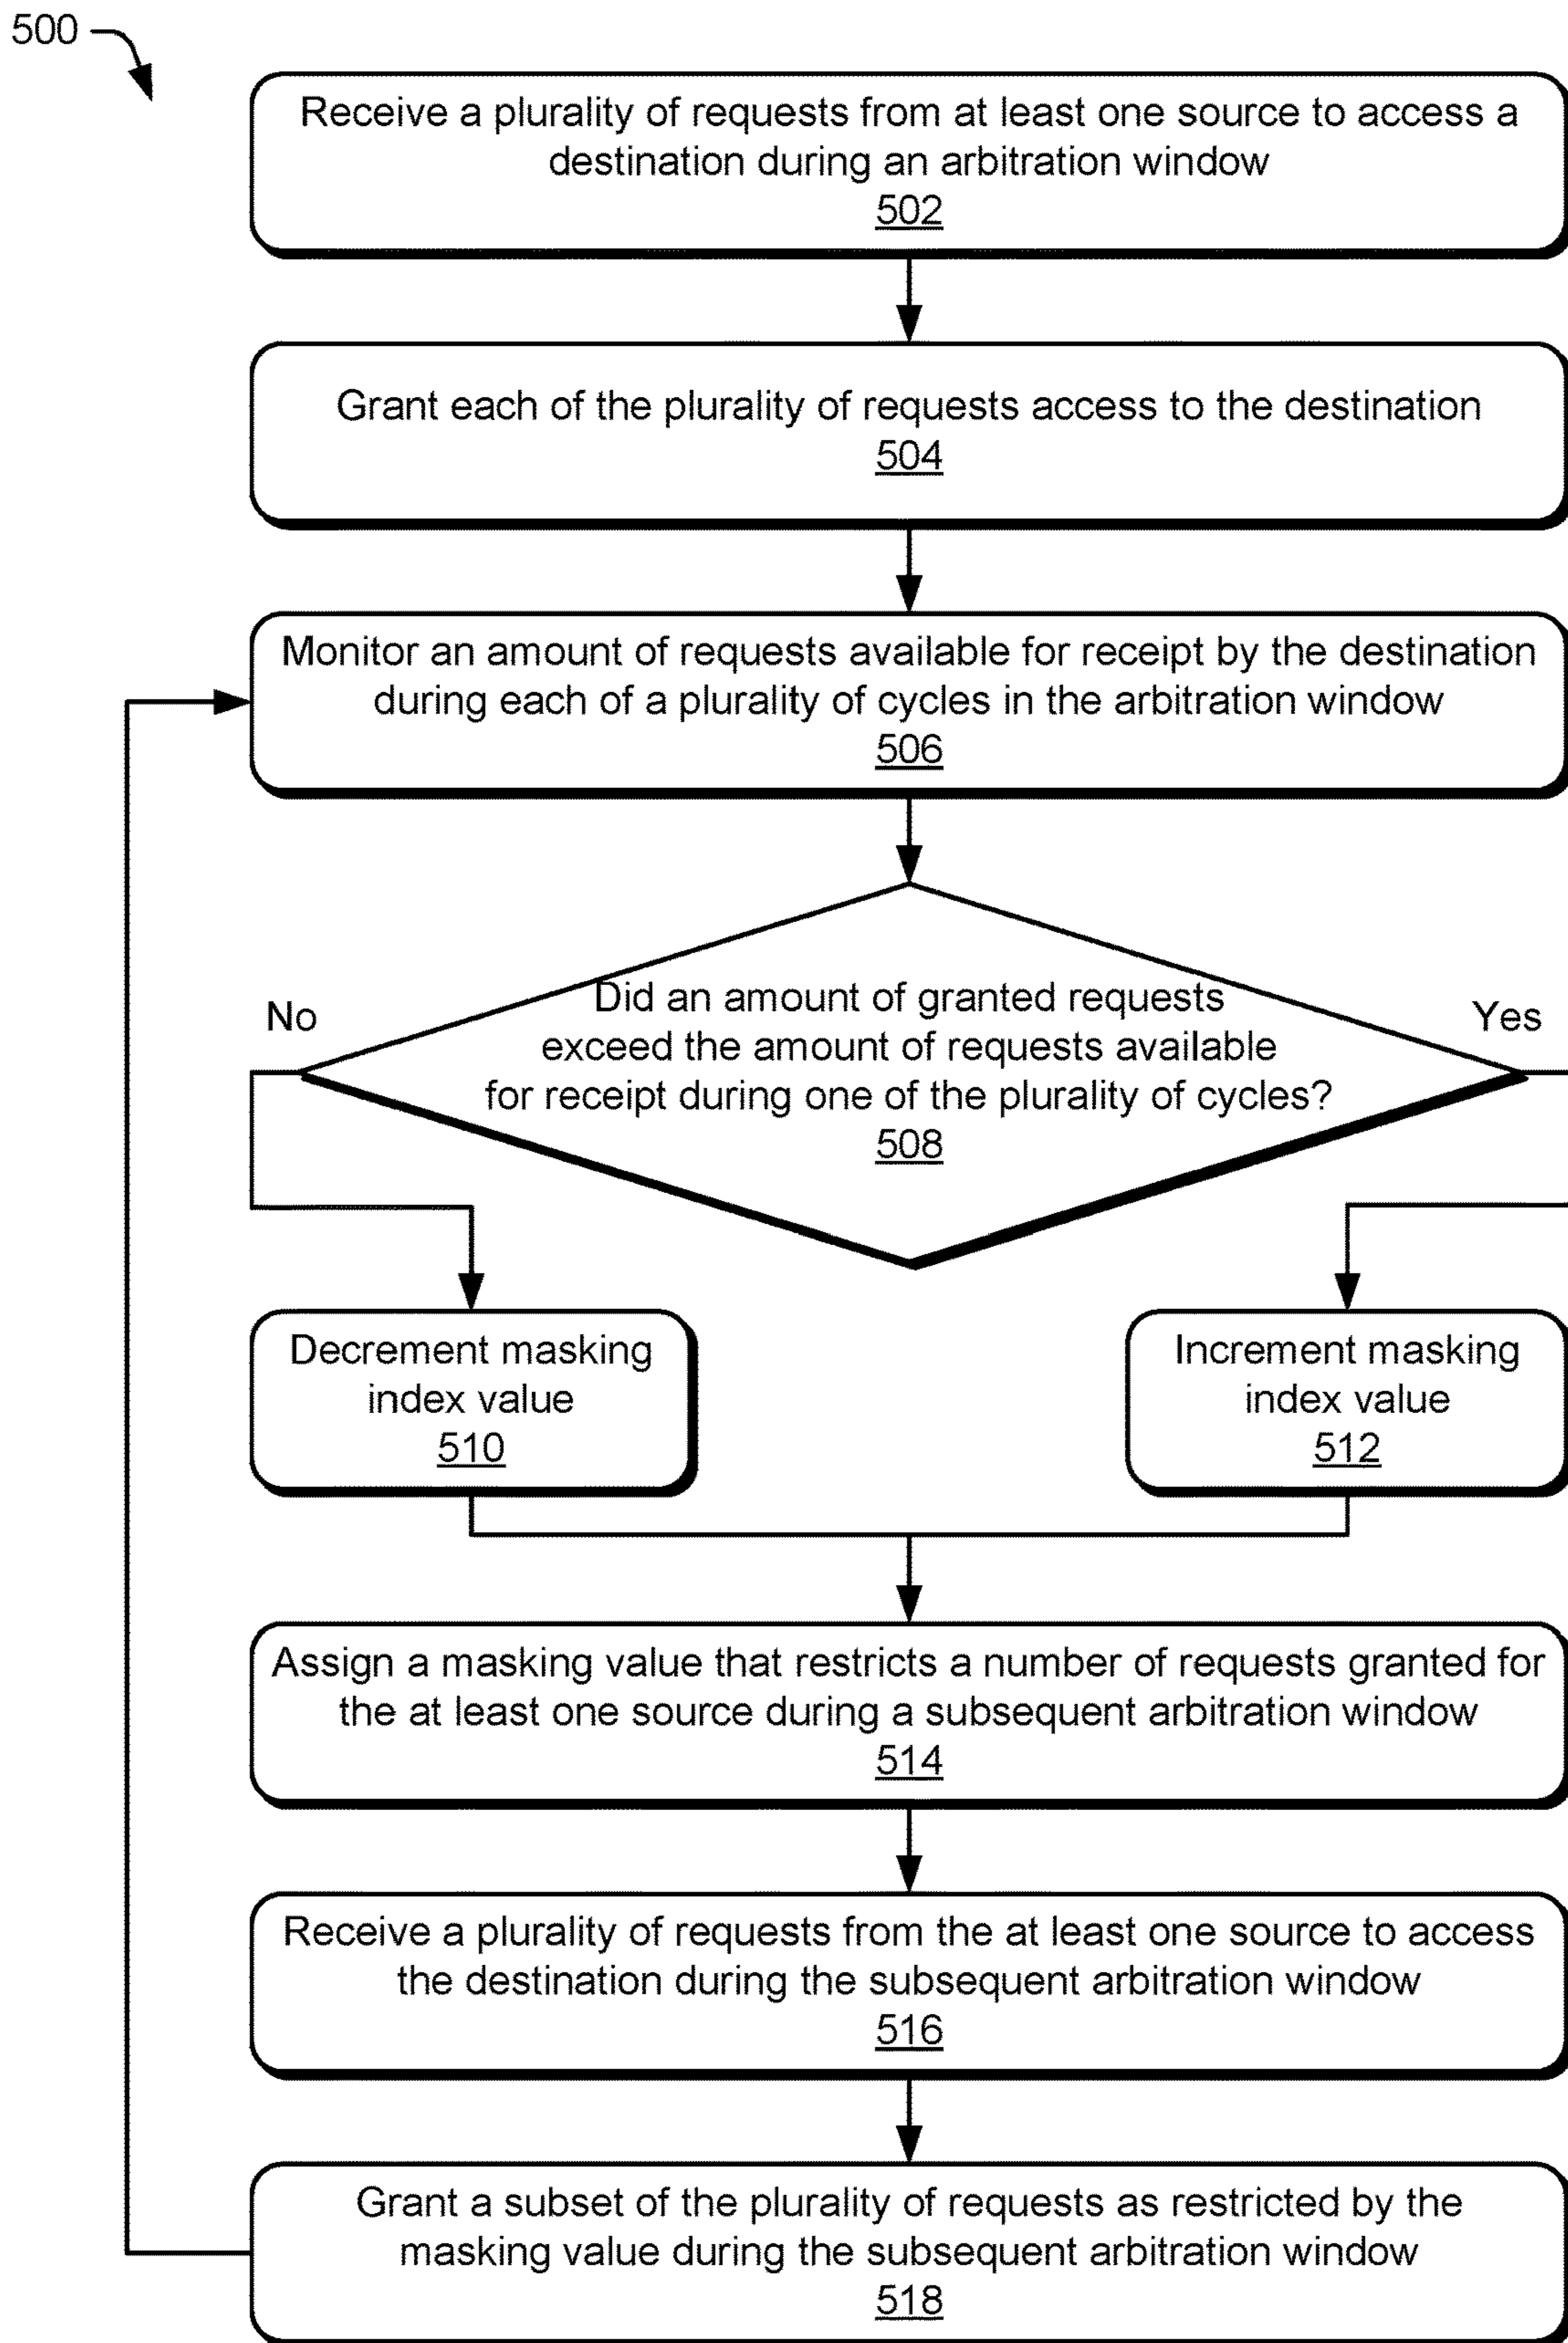 500
Receive a plurality of requests from at least one source to access a
destination during an arbitration window
502
Grant each of the plurality of requests access to the destination
504
Monitor an amount of requests available for receipt by the destination
during each of a plurality of cycles in the arbitration window
506
Did an amount of granted requests
exceed the amount of requests available
for receipt during one of the plurality of cycles?
508
No
Yes
Decrement masking
index value
510
Increment masking
index value
512
Assign a masking value that restricts a number of requests granted for
the at least one source during a subsequent arbitration window
514
Receive a plurality of requests from the at least one source to access
the destination during the subsequent arbitration window
516
Grant a subset of the plurality of requests as restricted by the
masking value during the subsequent arbitration window
518